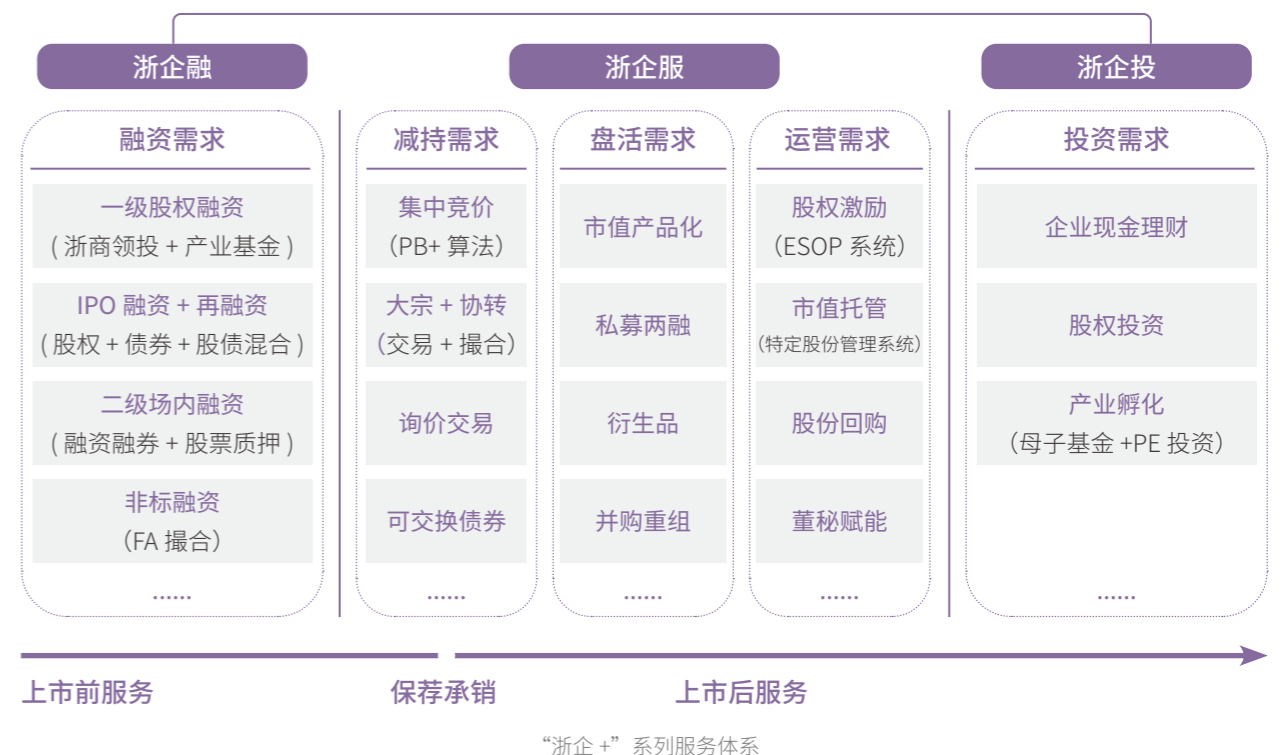 浙企融
浙企服
浙企投
融资需求
一级股权融资
( 浙商领投 + 产业基金 )
IPO 融资 + 再融资
( 股权 + 债券 + 股债混合 )
二级场内融资
( 融资融券 + 股票质押 )
非标融资
（FA 撮合）
......
减持需求
集中竞价
（PB+ 算法）
大宗 + 协转
（交易 + 撮合）
询价交易
可交换债券
......
盘活需求
市值产品化
私募两融
衍生品
并购重组
......
运营需求
股权激励
（ESOP 系统）
市值托管
（特定股份管理系统）
股份回购
董秘赋能
......
投资需求
企业现金理财
股权投资
产业孵化
（母子基金 +PE 投资）
......
上市前服务
保荐承销
上市后服务
“浙企 +”系列服务体系